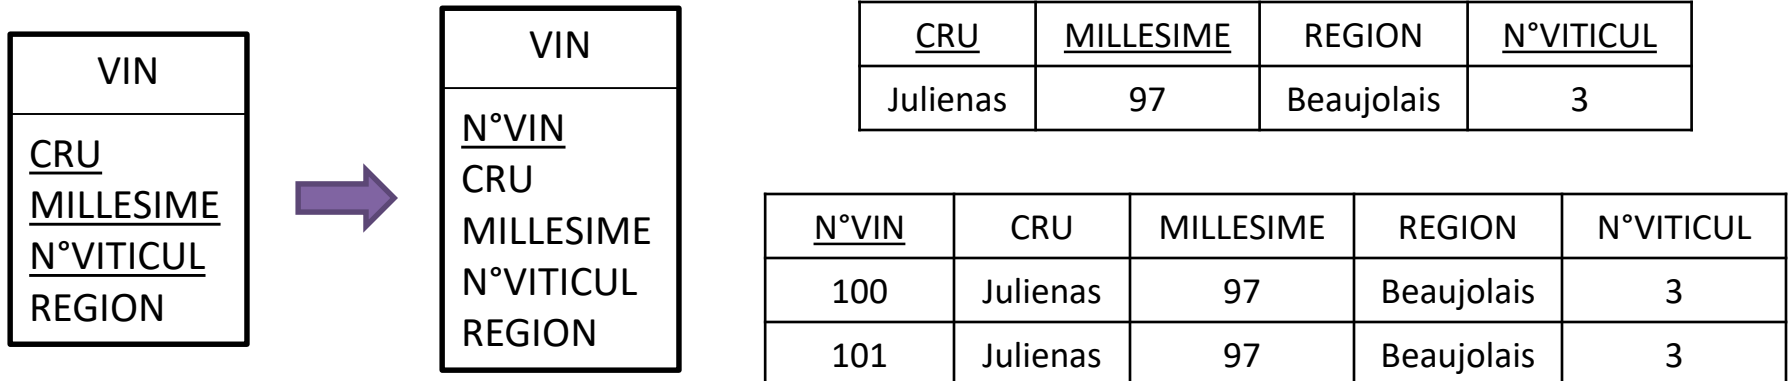 VIN
CRU
MILLESIME
N°VITICUL
REGION
VIN
N°VIN
CRU
MILLESIME
N°VITICUL
REGION
CRU MILLESIME REGION N°VITICUL
Julienas 97 Beaujolais 3
N°VIN CRU MILLESIME REGION N°VITICUL
100 Julienas 97 Beaujolais 3
101 Julienas 97 Beaujolais 3